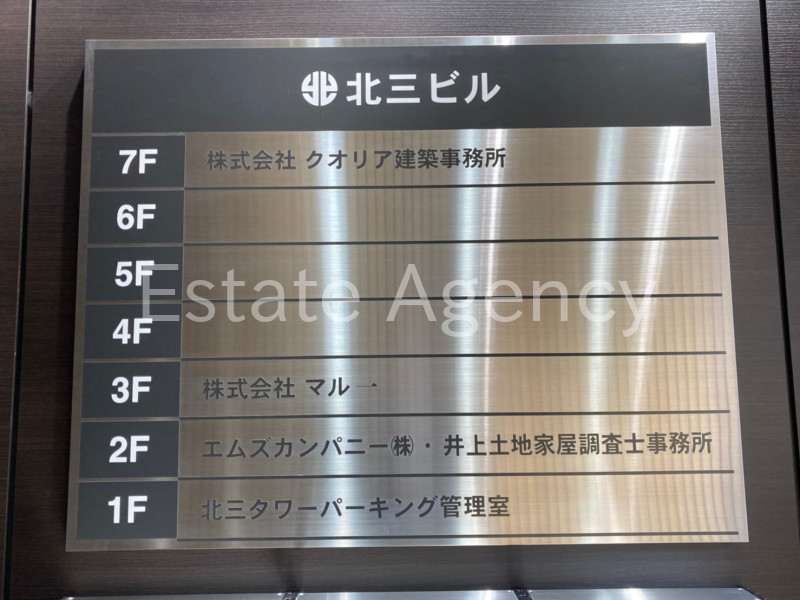 北三ビル
7F 株式会社 クオリア建築事務所
6F
5F
Estate Agency
4F
3F 株式会社 マル一
2F エムズカンパニー㈱・井上土地家屋調査士事務所
1F 北三タワーパーキング管理室